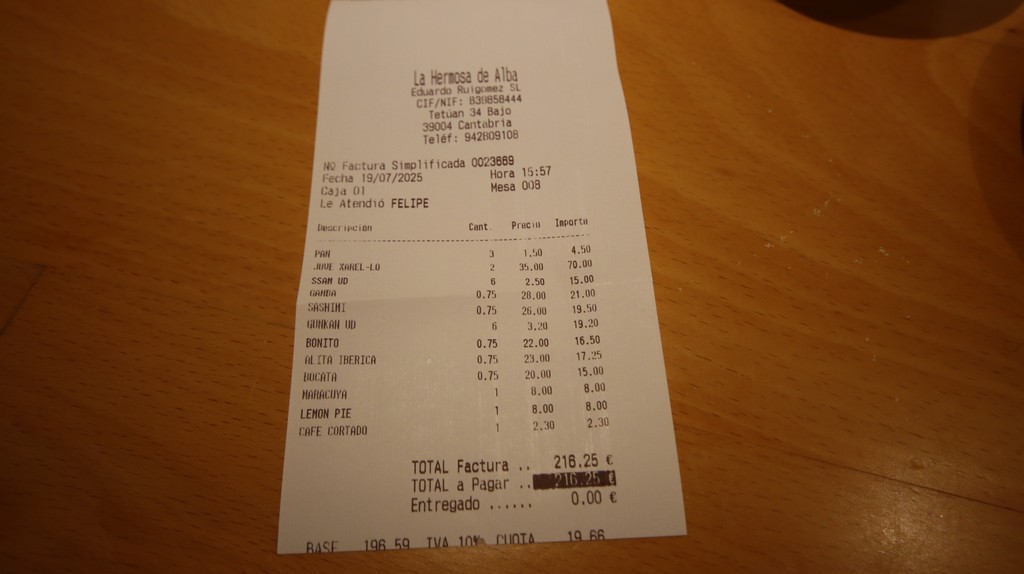 La Hermosa de Alba
Eduardo Ruigomez SL
CIF/NIF: B39858444
Tetuan 34 Bajo
39004 Cantabria
Teléf: 942809108
Nº Factura Simplificada 0023669
Fecha 19/07/2025 Hora 15:57
Caja 01 Mesa 008
Le Atendió FELIPE
Descripción Cant. Precio Importe
PAN 3 1.50 4.50
JUVE XAREL-LO 2 35.00 70.00
SSAM UD 6 2.50 15.00
GAMBA 0.75 28.00 21.00
SASHIMI 0.75 26.00 19.50
GUNKAN UD 6 3.20 19.20
BONITO 0.75 22.00 16.50
ALITA IBERICA 0.75 23.00 17.25
BOCATA 0.75 20.00 15.00
MARACUYA 1 8.00 8.00
LEMON PIE 1 8.00 8.00
CAFE CORTADO 1 2.30 2.30
TOTAL Factura .. 216.25 €
TOTAL a Pagar .. 216.25 €
Entregado ...... 0.00 €
BASE 196.59 IVA 10% CUOTA 19.66